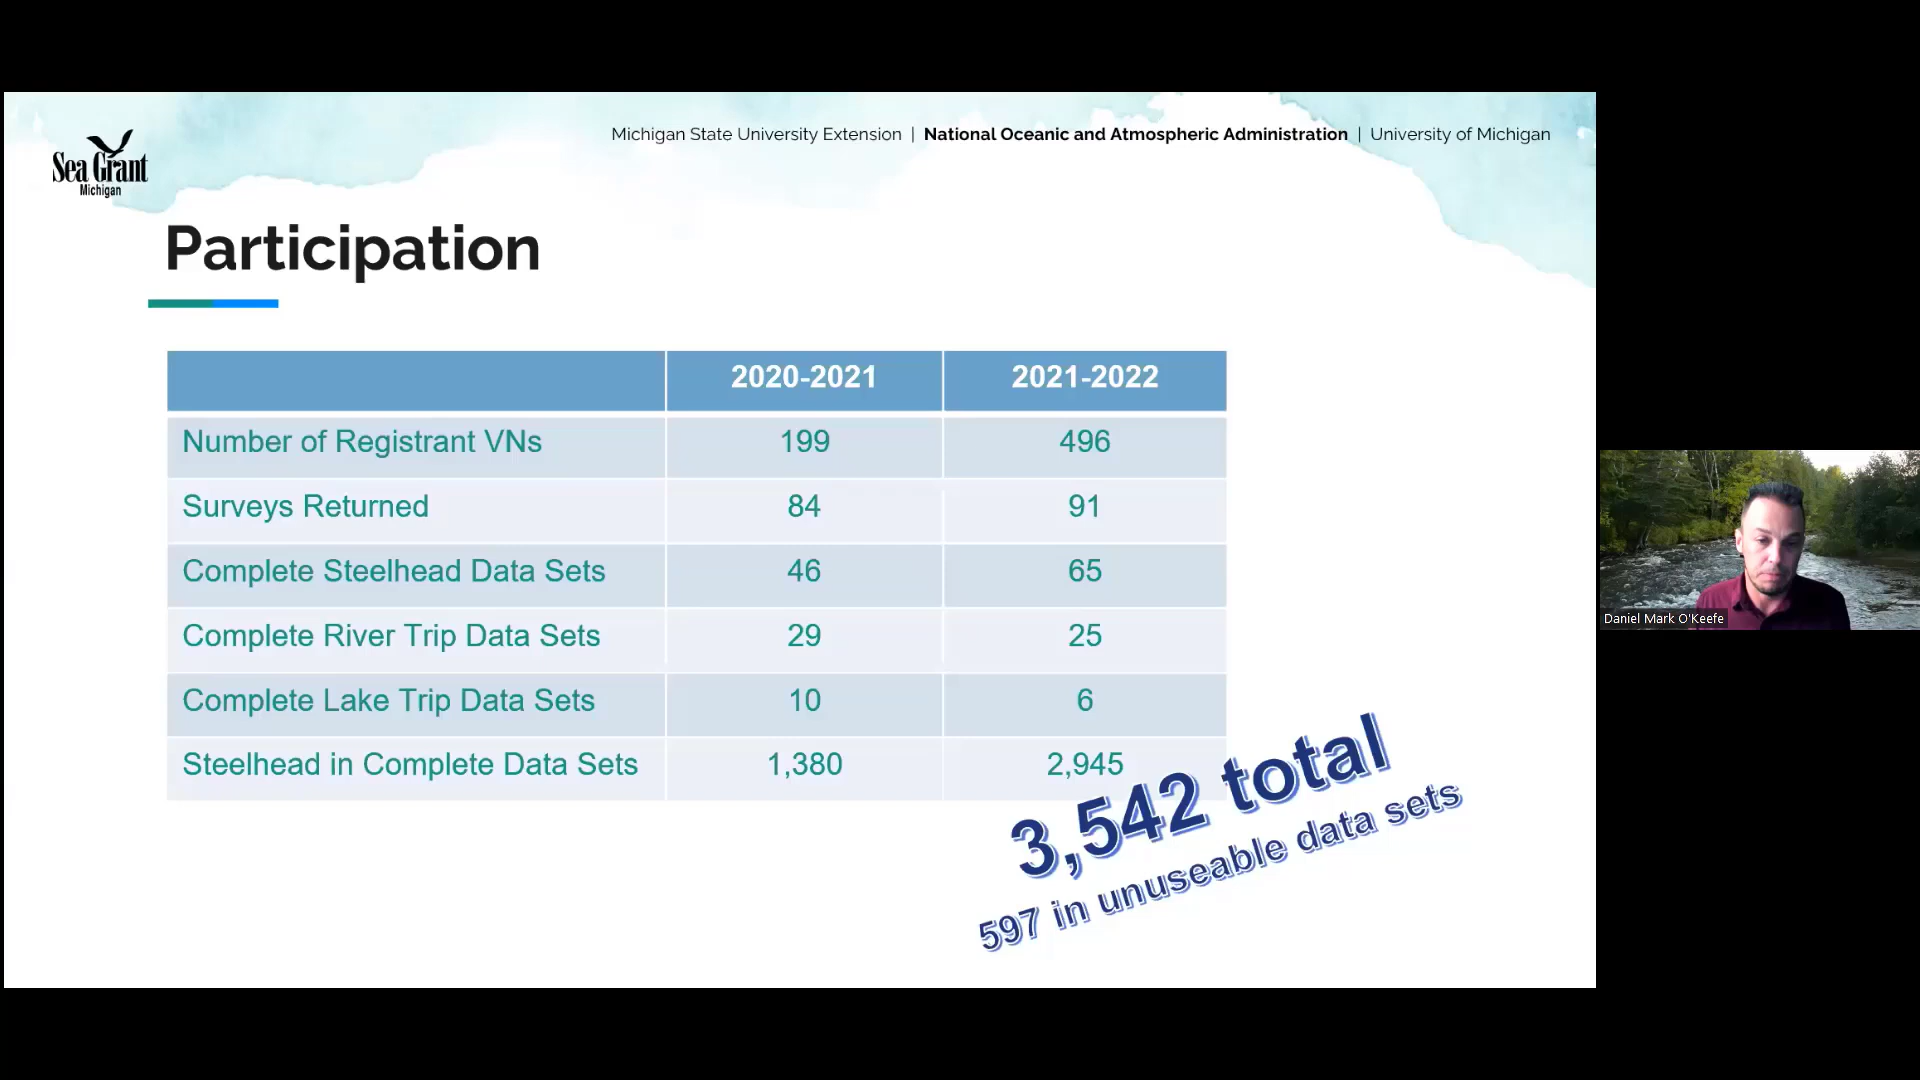 Michigan State University Extension | National Oceanic and Atmospheric Administration | University of Michigan
Sea Grant
Michigan
Participation
2020-2021 2021-2022
Number of Registrant VNs 199 496
Surveys Returned 84 91
Complete Steelhead Data Sets 46 65
Complete River Trip Data Sets 29 25
Complete Lake Trip Data Sets 10 6
Steelhead in Complete Data Sets 1,380 2,945
3,542 total
597 in unuseable data sets
Daniel Mark O'Keefe